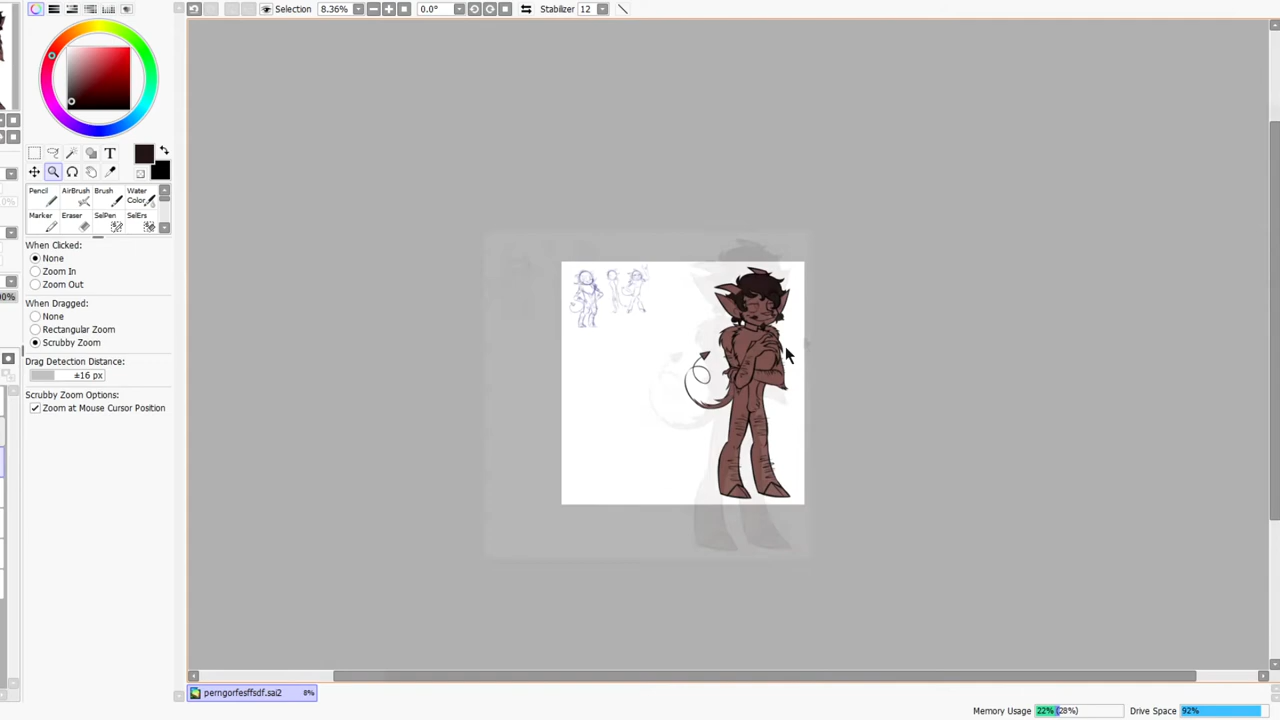 Selection 8.36% 0.0° Stabilizer 12
T
Pencil AirBrush Brush Water Color
Marker Eraser SelPen SelErs
When Clicked:
None
Zoom In
Zoom Out
When Dragged:
None
Rectangular Zoom
Scrubby Zoom
Drag Detection Distance:
±16 px
Scrubby Zoom Options:
Zoom at Mouse Cursor Position
perngorfesffsdf.sai2 8%
Memory Usage 22% (28%) Drive Space 92%